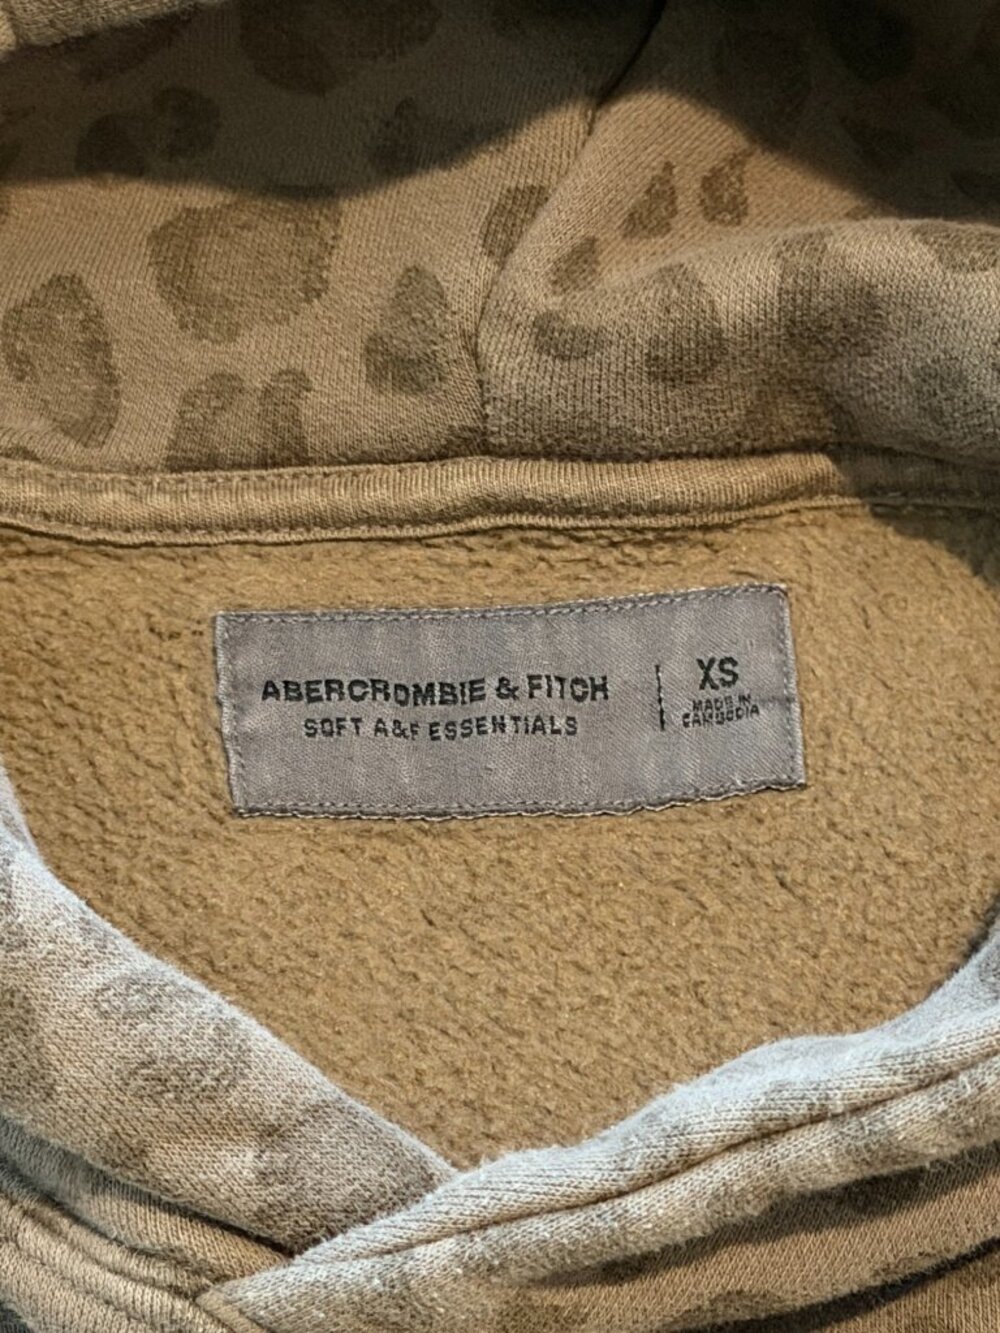 ABERCROMBIE & FITCH
SOFT A&F ESSENTIALS
XS
MADE IN
CAMBODIA